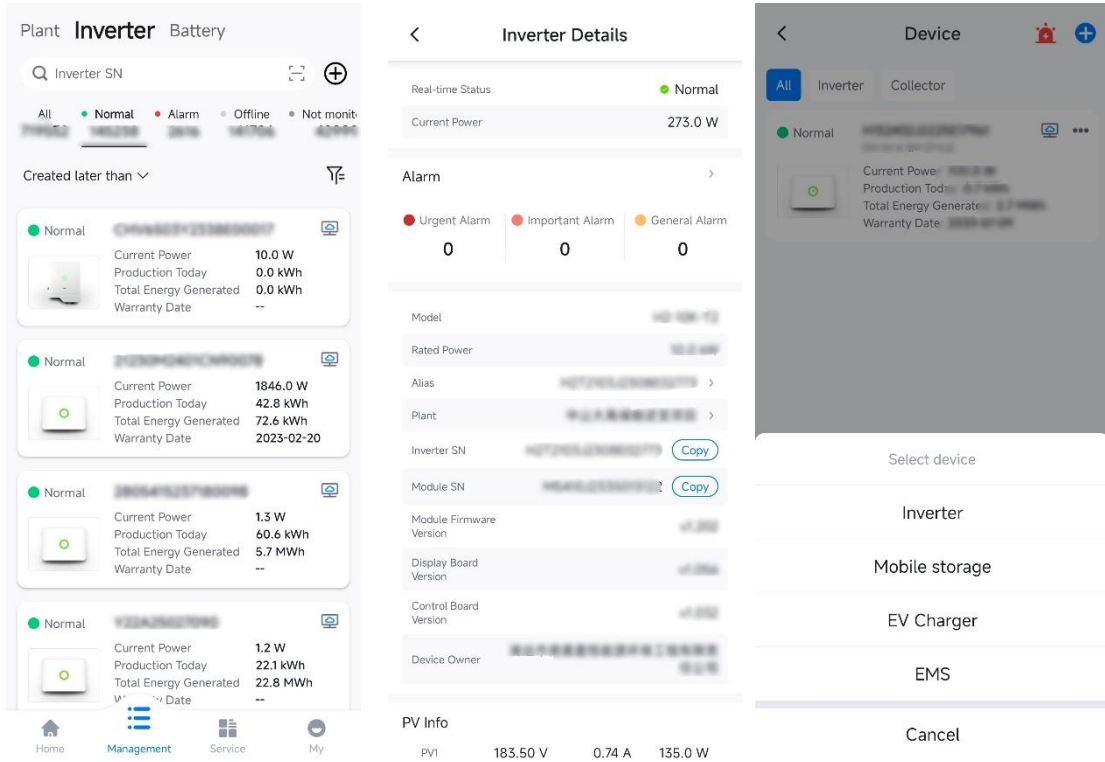 Plant Inverter Battery
Inverter SN
All Normal Alarm Offline Not monit
Created later than
Normal
Current Power 10.0 W
Production Today 0.0 kWh
Total Energy Generated 0.0 kWh
Warranty Date --
Normal
Current Power 1846.0 W
Production Today 42.8 kWh
Total Energy Generated 72.6 kWh
Warranty Date 2023-02-20
Normal
Current Power 1.3 W
Production Today 60.6 kWh
Total Energy Generated 5.7 MWh
Warranty Date --
Normal
Current Power 1.2 W
Production Today 22.1 kWh
Total Energy Generated 22.8 MWh
Date --
Home Management Service My
Inverter Details
Real-time Status Normal
Current Power 273.0 W
Alarm
Urgent Alarm Important Alarm General Alarm
0 0 0
Model
Rated Power
Alias
Plant
Inverter SN Copy
Module SN Copy
Module Firmware
Version
Display Board
Version
Control Board
Version
Device Owner
PV Info
PV1 183.50 V 0.74 A 135.0 W
Device
All Inverter Collector
Normal
Current Powe
Production Tod
Total Energy Generate
Warranty Date
Select device
Inverter
Mobile storage
EV Charger
EMS
Cancel